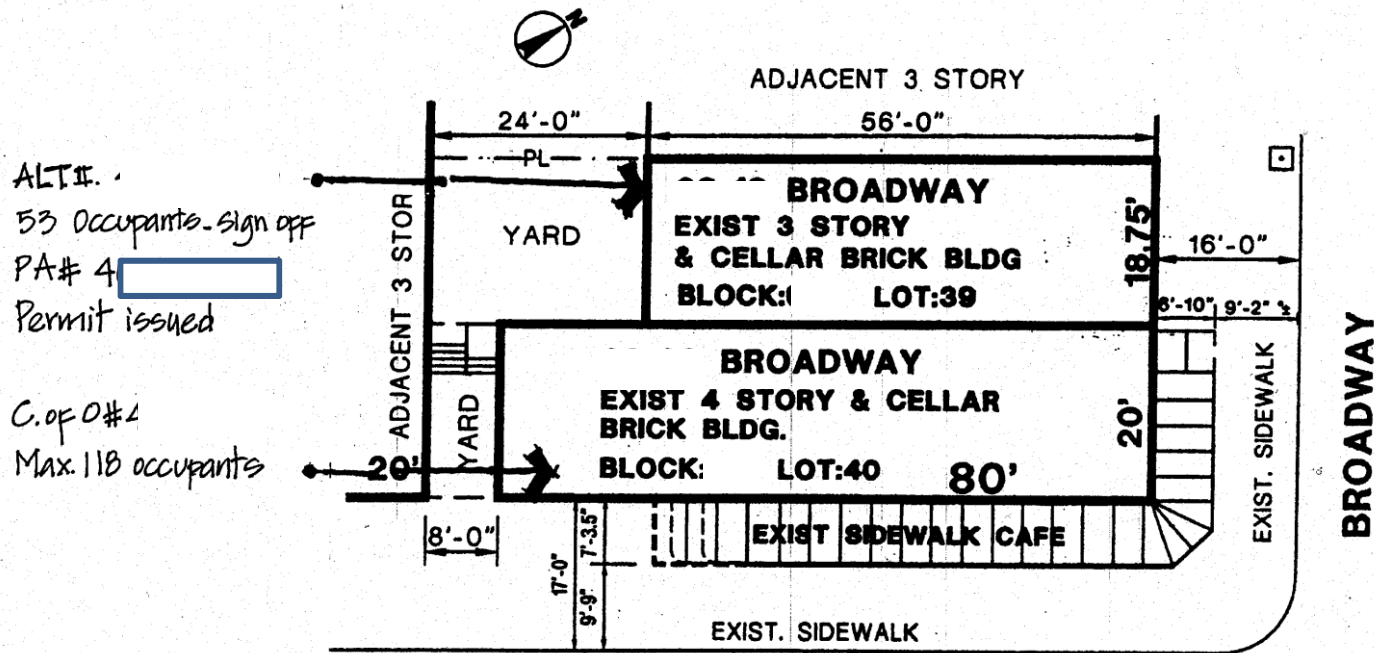 N
ADJACENT 3 STORY
24'-0"
56'-0"
PL
ALT#.
53 Occupants-sign off
PA# 4
Permit issued
C.of O#
Max.118 occupants
ADJACENT 3 STOR
YARD
BROADWAY
EXIST 3 STORY
& CELLAR BRICK BLDG
BLOCK: LOT:39
18.75'
16'-0"
6'-10" 9'-2"
BROADWAY
EXIST 4 STORY & CELLAR
BRICK BLDG.
BLOCK: LOT:40 80'
20'
YARD
20'
8'-0"
17'-0"
7'-3.5"
9'-9"
EXIST SIDEWALK CAFE
EXIST. SIDEWALK
EXIST. SIDEWALK
BROADWAY